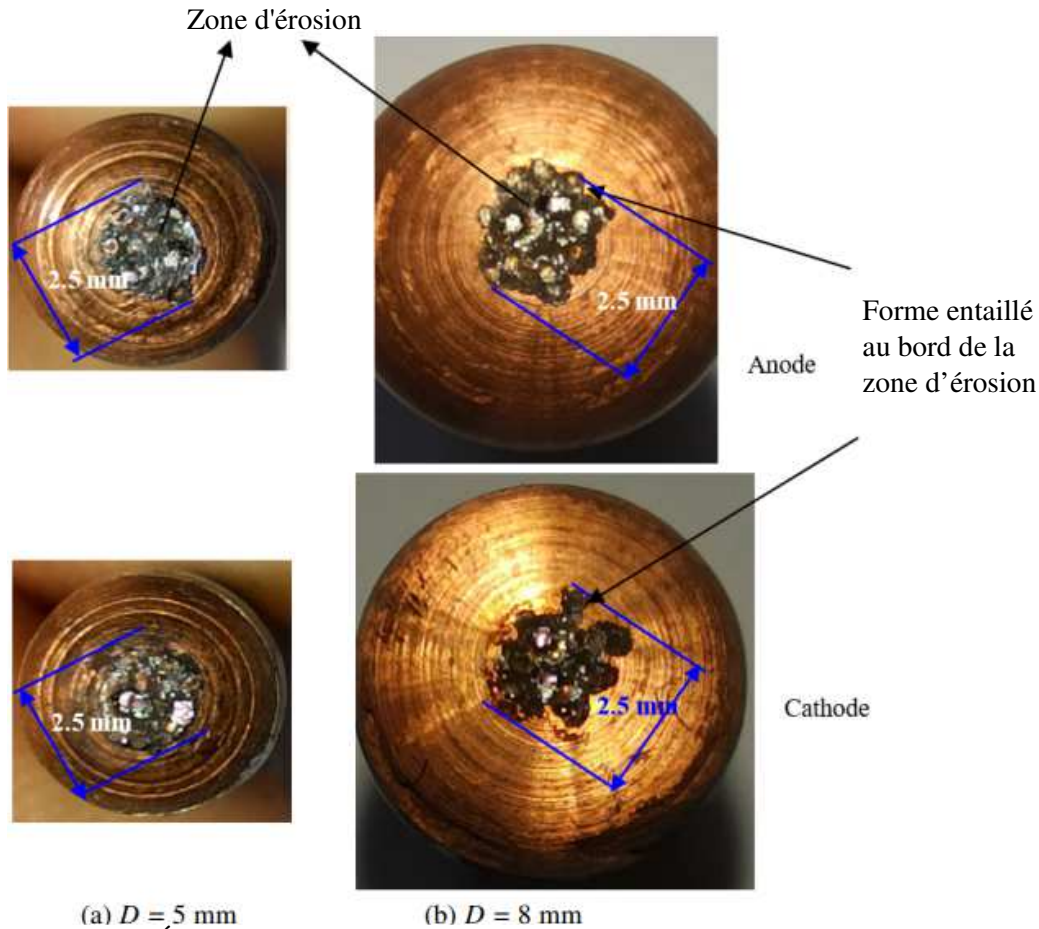 Zone d'érosion
2.5 mm
2.5 mm
Forme entaillé
au bord de la
zone d'érosion
Anode
2.5 mm
2.5 mm
Cathode
(a) D = 5 mm
(b) D = 8 mm